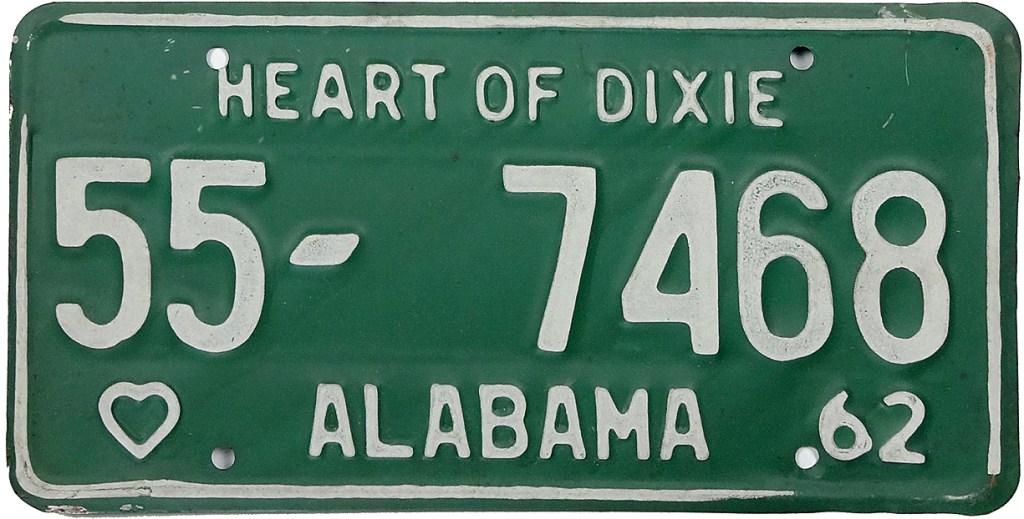 HEART OF DIXIE
55-7468
ALABAMA 62